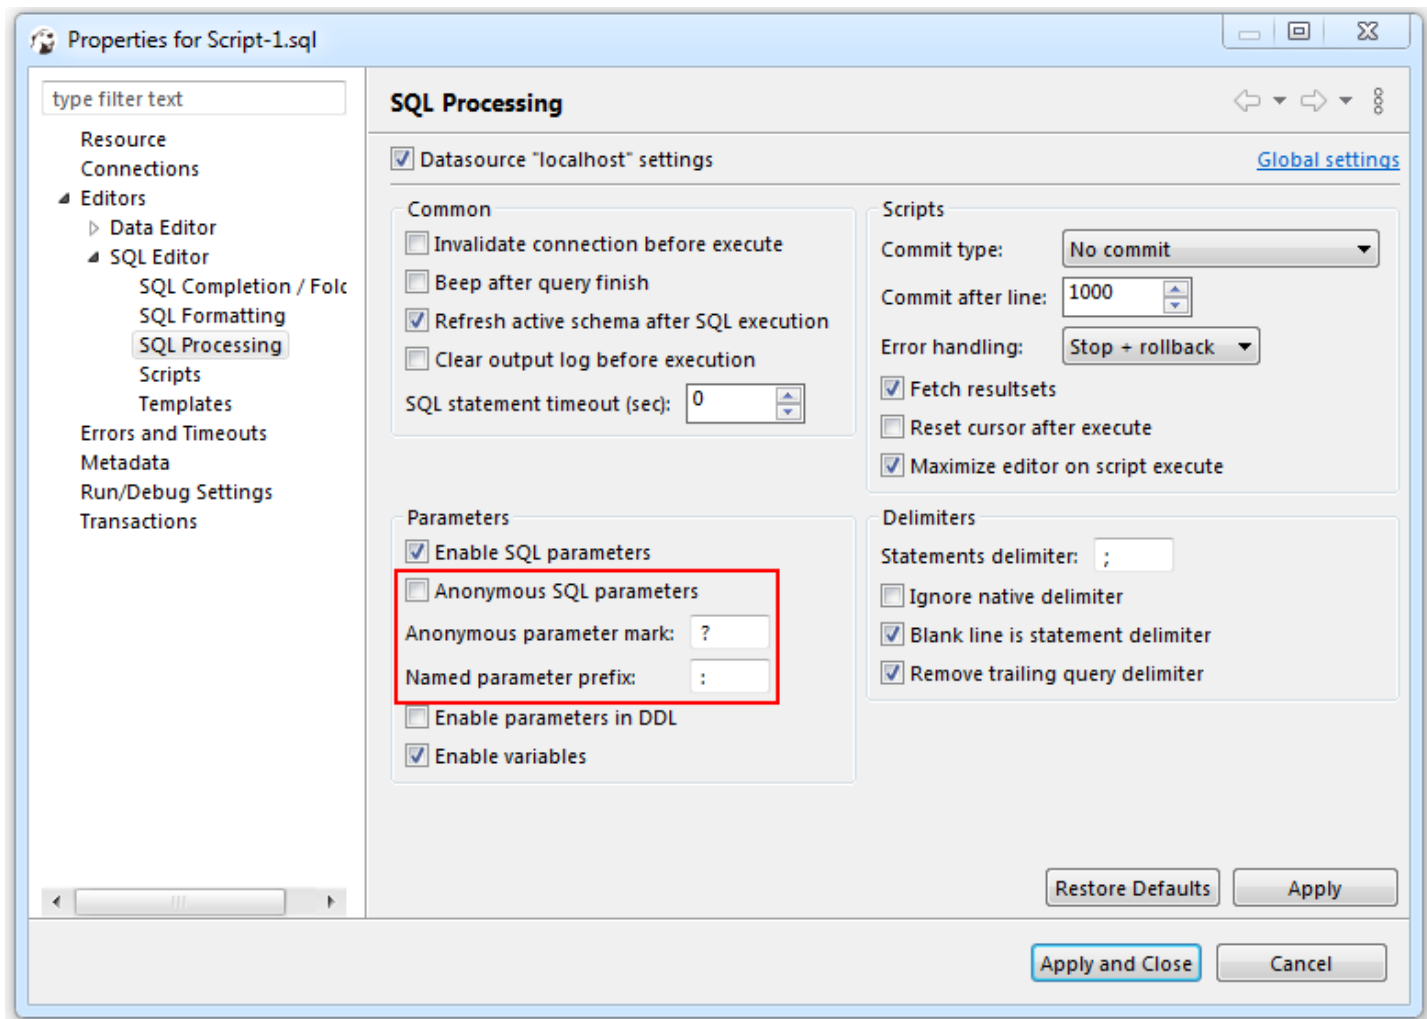 Properties for Script-1.sql
type filter text
Resource
Connections
Editors
Data Editor
SQL Editor
SQL Completion / Folc
SQL Formatting
SQL Processing
Scripts
Templates
Errors and Timeouts
Metadata
Run/Debug Settings
Transactions
SQL Processing
Datasource "localhost" settings
Global settings
Common
Invalidate connection before execute
Beep after query finish
Refresh active schema after SQL execution
Clear output log before execution
SQL statement timeout (sec): 0
Scripts
Commit type: No commit
Commit after line: 1000
Error handling: Stop + rollback
Fetch resultsets
Reset cursor after execute
Maximize editor on script execute
Parameters
Enable SQL parameters
Anonymous SQL parameters
Anonymous parameter mark: ?
Named parameter prefix: :
Enable parameters in DDL
Enable variables
Delimiters
Statements delimiter: ;
Ignore native delimiter
Blank line is statement delimiter
Remove trailing query delimiter
Restore Defaults
Apply
Apply and Close
Cancel